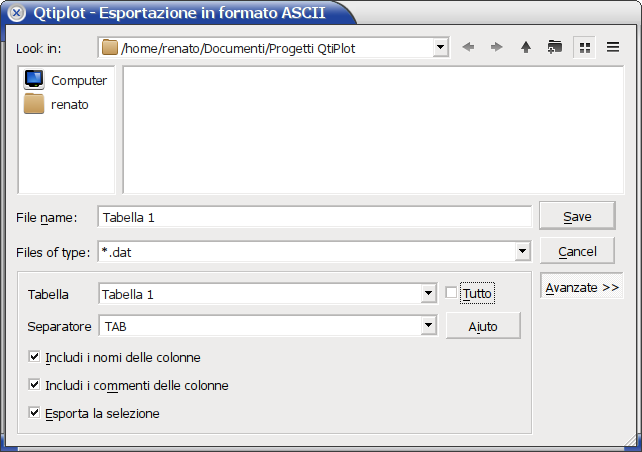 Qtiplot - Esportazione in formato ASCII
Look in: /home/renato/Documenti/Progetti QtiPlot
Computer
renato
File name: Tabella 1 Save
Files of type: *.dat Cancel
Avanzate >>
Tabella Tabella 1 Tutto
Separatore TAB Aiuto
Includi i nomi delle colonne
Includi i commenti delle colonne
Esporta la selezione